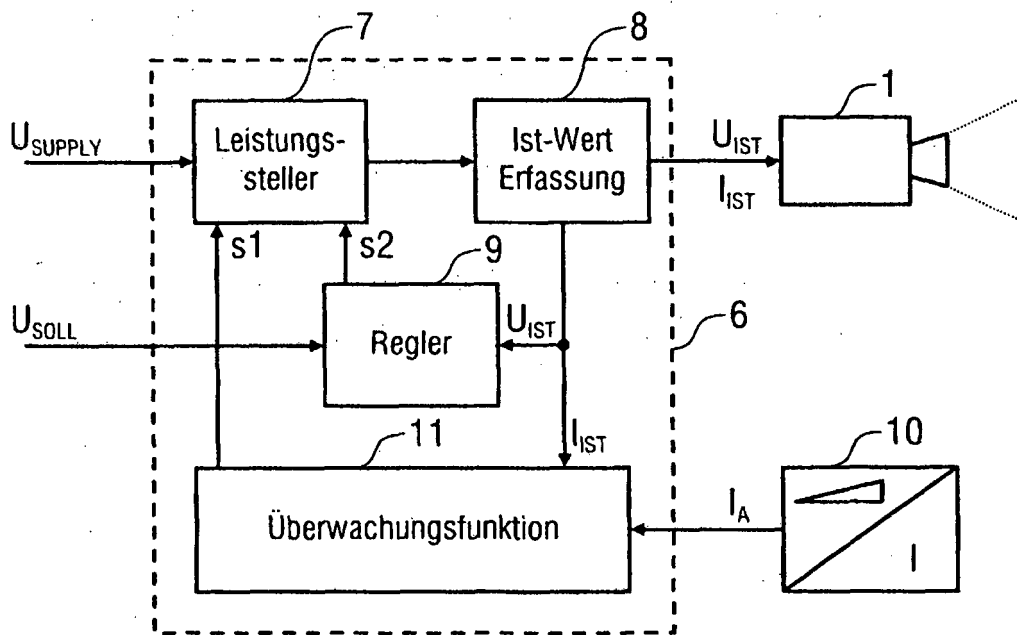 7
8
1
U_SUPPLY
Leistungs-
steller
Ist-Wert
Erfassung
U_IST
I_IST
s1
s2
9
U_SOLL
Regler
U_IST
6
11
I_IST
10
Überwachungsfunktion
I_A
I